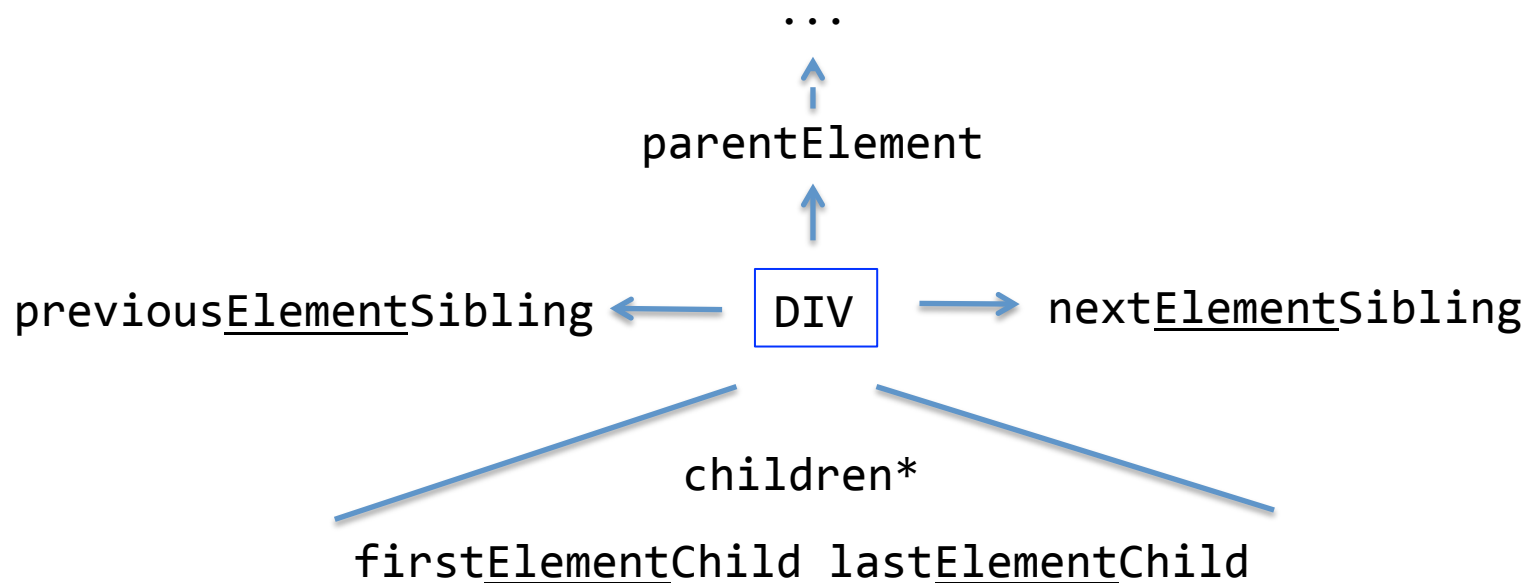 ...
parentElement
previousElementSibling DIV nextElementSibling
children*
firstElementChild lastElementChild